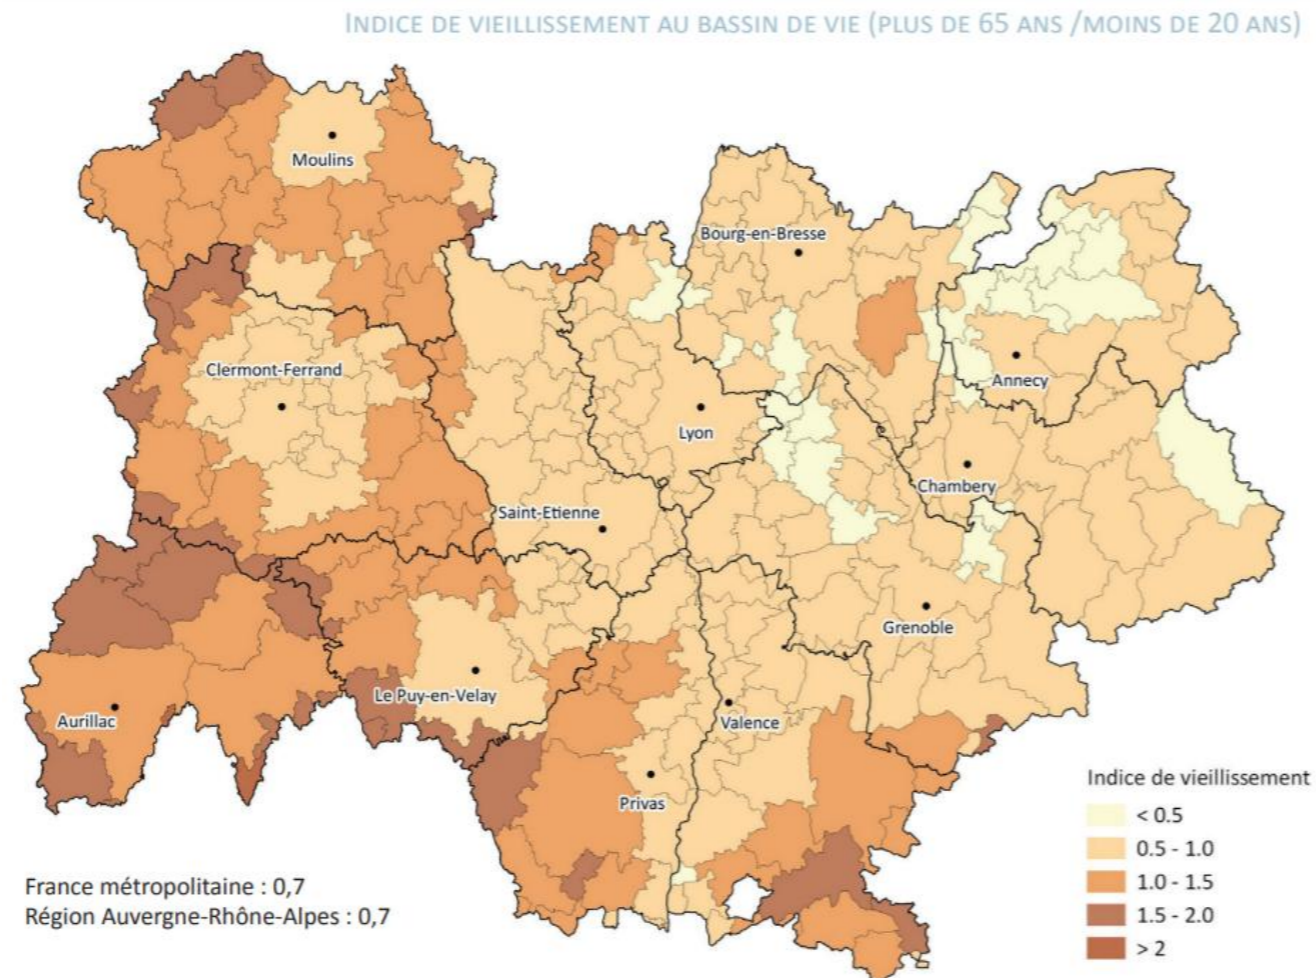 INDICE DE VIEILLISSEMENT AU BASSIN DE VIE (PLUS DE 65 ANS /MOINS DE 20 ANS)
Moulins
Bourg-en-Bresse
Clermont-Ferrand
Annecy
Lyon
Chambery
Saint-Etienne
Grenoble
Le Puy-en-Velay
Aurillac
Valence
Privas
Indice de vieillissement
< 0.5
0.5 - 1.0
1.0 - 1.5
1.5 - 2.0
> 2
France métropolitaine : 0,7
Région Auvergne-Rhône-Alpes : 0,7